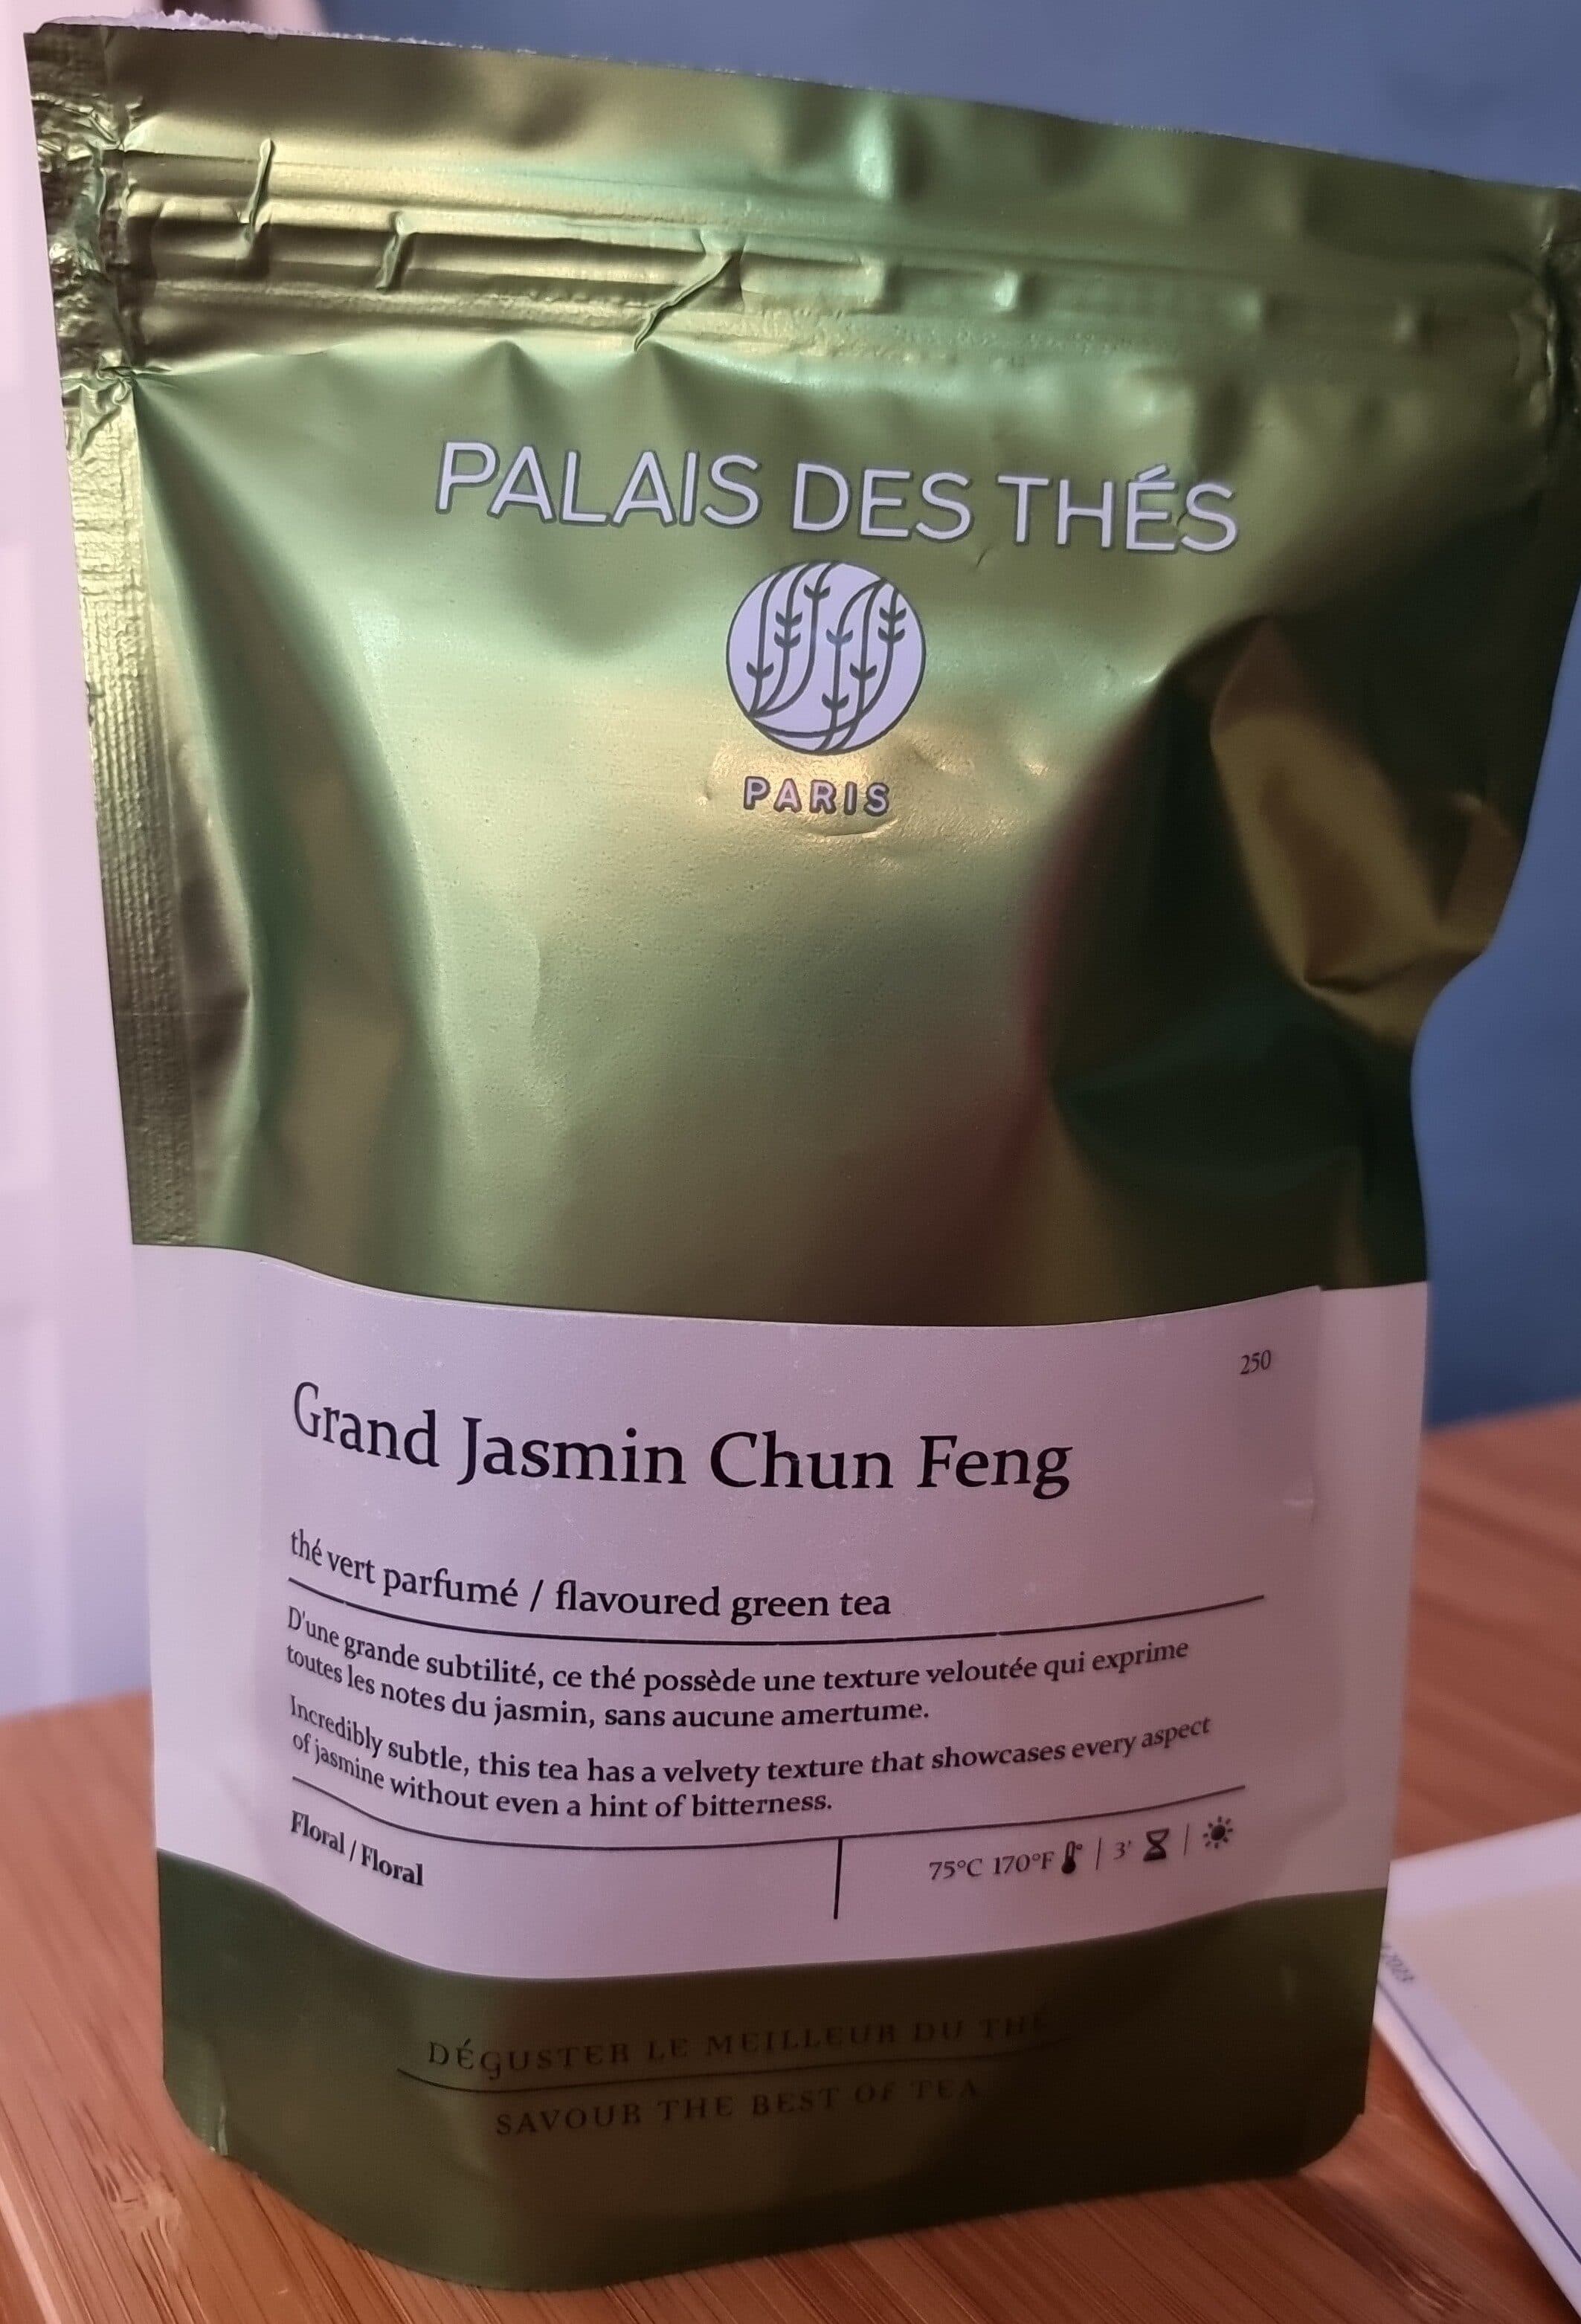 PALAIS DES THÉS
PARIS
250
Grand Jasmin Chun Feng
thé vert parfumé / flavoured green tea
D'une grande subtilité, ce thé possède une texture veloutée qui exprime
toutes les notes du jasmin, sans aucune amertume.
Incredibly subtle, this tea has a velvety texture that showcases every aspect
of jasmine without even a hint of bitterness.
Floral / Floral
75°C 170°F | 3' |
DÉGUSTER LE MEILLEUR DU THÉ
SAVOUR THE BEST OF TEA